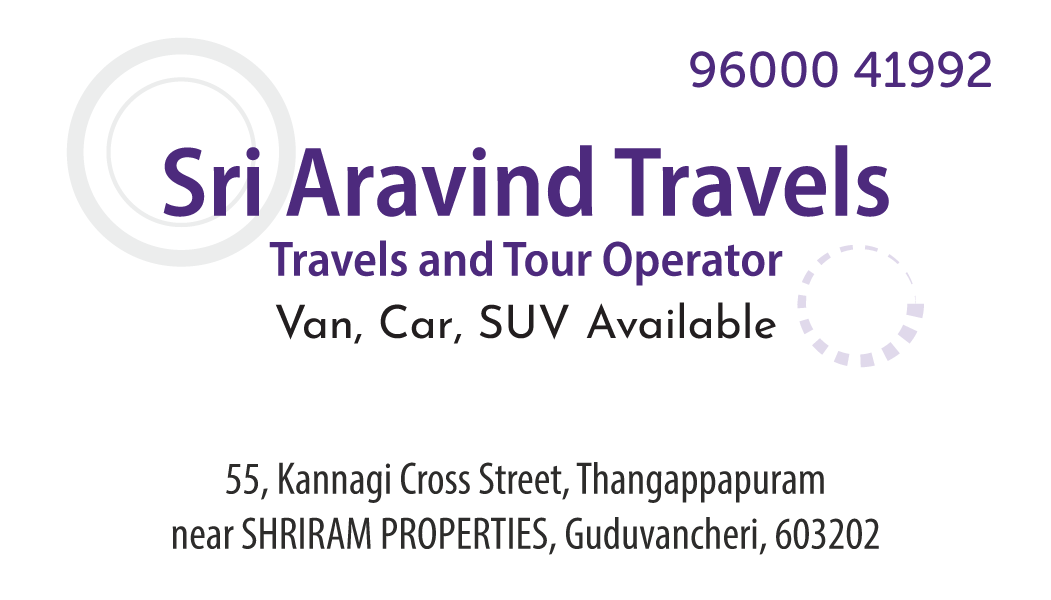 96000 41992
Sri Aravind Travels
Travels and Tour Operator
Van, Car, SUV Available
55, Kannagi Cross Street, Thangappapuram
near SHRIRAM PROPERTIES, Guduvancheri, 603202